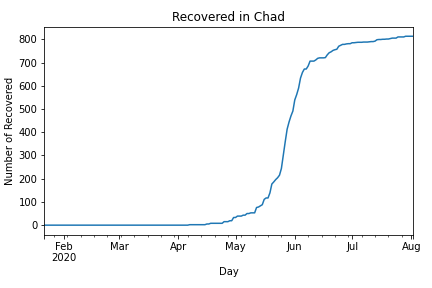 Recovered in Chad
Number of Recovered
800
700
600
500
400
300
200
100
0
Feb
2020
Mar
Apr
May
Jun
Jul
Aug
Day